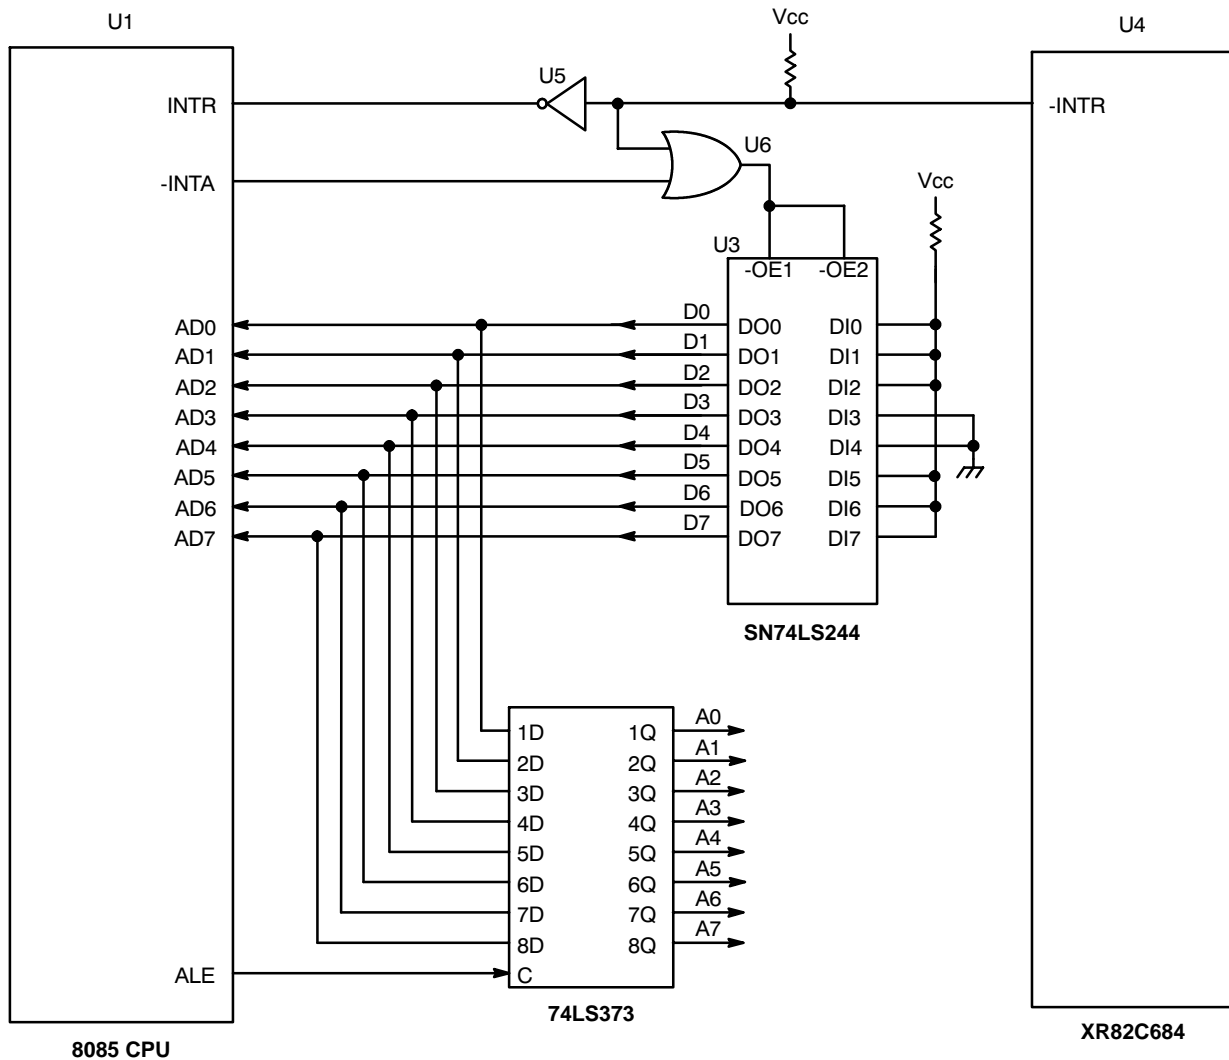 U1
Vcc
U4
U5
INTR
-INTR
U6
-INTA
Vcc
U3
-OE1 -OE2
AD0 D0 DO0 DI0
AD1 D1 DO1 DI1
AD2 D2 DO2 DI2
AD3 D3 DO3 DI3
AD4 D4 DO4 DI4
AD5 D5 DO5 DI5
AD6 D6 DO6 DI6
AD7 D7 DO7 DI7
SN74LS244
1D 1Q A0
2D 2Q A1
3D 3Q A2
4D 4Q A3
5D 5Q A4
6D 6Q A5
7D 7Q A6
8D 8Q A7
ALE C
74LS373
XR82C684
8085 CPU